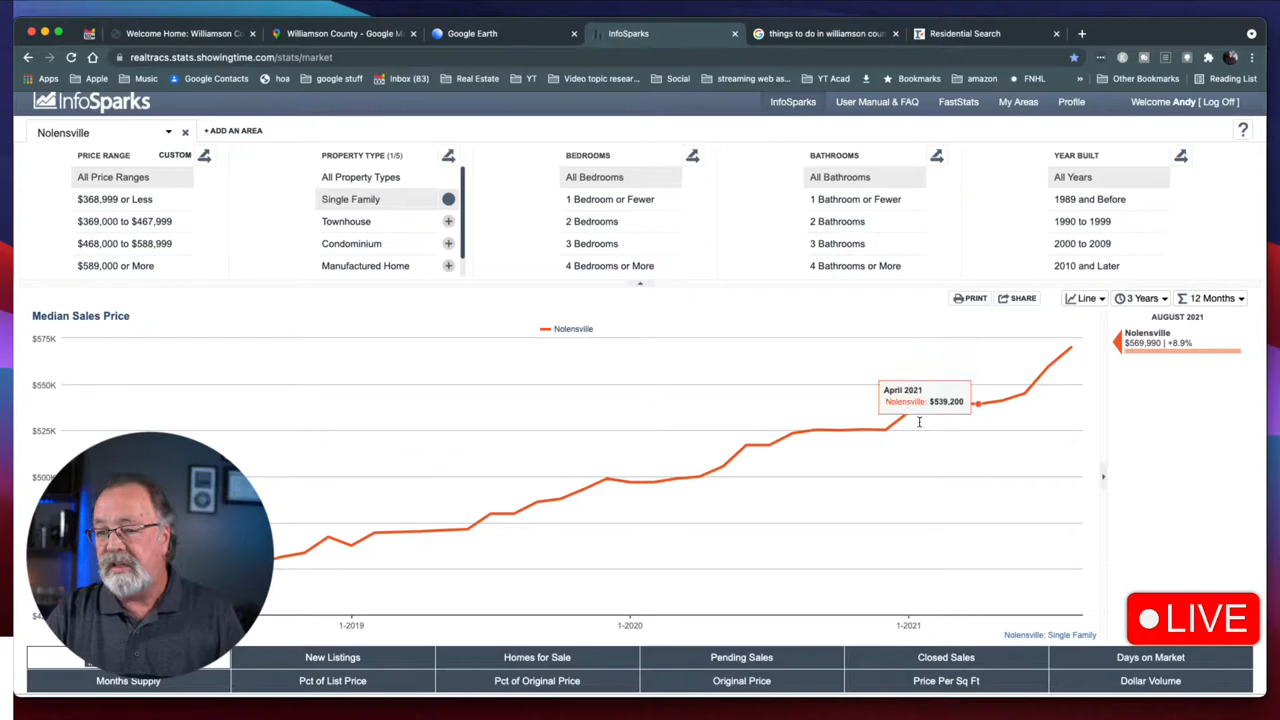 Welcome Home: Williamson C
Williamson County - Google M
Google Earth
InfoSparks
things to do in williamson cou
Residential Search
realtracs.stats.showingtime.com/stats/market
Apps
Apple
Music
Google Contacts
hoa
google stuff
Inbox (83)
Real Estate
YT
Video topic resear...
Social
streaming web as...
YT Acad
Bookmarks
amazon
FNHL
»
Other Bookmarks
Reading List
InfoSparks
InfoSparks
User Manual & FAQ
FastStats
My Areas
Profile
Welcome Andy [ Log Off ]
Nolensville
+ ADD AN AREA
?
PRICE RANGE CUSTOM
All Price Ranges
$368,999 or Less
$369,000 to $467,999
$468,000 to $588,999
$589,000 or More
PROPERTY TYPE (1/5)
All Property Types
Single Family
Townhouse
Condominium
Manufactured Home
BEDROOMS
All Bedrooms
1 Bedroom or Fewer
2 Bedrooms
3 Bedrooms
4 Bedrooms or More
BATHROOMS
All Bathrooms
1 Bathroom or Fewer
2 Bathrooms
3 Bathrooms
4 Bathrooms or More
YEAR BUILT
All Years
1989 and Before
1990 to 1999
2000 to 2009
2010 and Later
PRINT
SHARE
Line
3 Years
12 Months
Median Sales Price
Nolensville
AUGUST 2021
Nolensville
$569,990 | +8.9%
$575K
$550K
$525K
$500K
April 2021
Nolensville: $539,200
1-2019
1-2020
1-2021
Nolensville: Single Family
LIVE
New Listings
Homes for Sale
Pending Sales
Closed Sales
Days on Market
Months Supply
Pct of List Price
Pct of Original Price
Original Price
Price Per Sq Ft
Dollar Volume